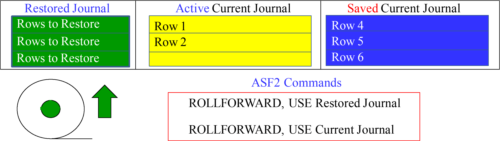 Restored Journal
Active Current Journal
Saved Current Journal
Rows to Restore
Rows to Restore
Rows to Restore
Row 1
Row 2
Row 4
Row 5
Row 6
ASF2 Commands
ROLLFORWARD, USE Restored Journal
ROLLFORWARD, USE Current Journal